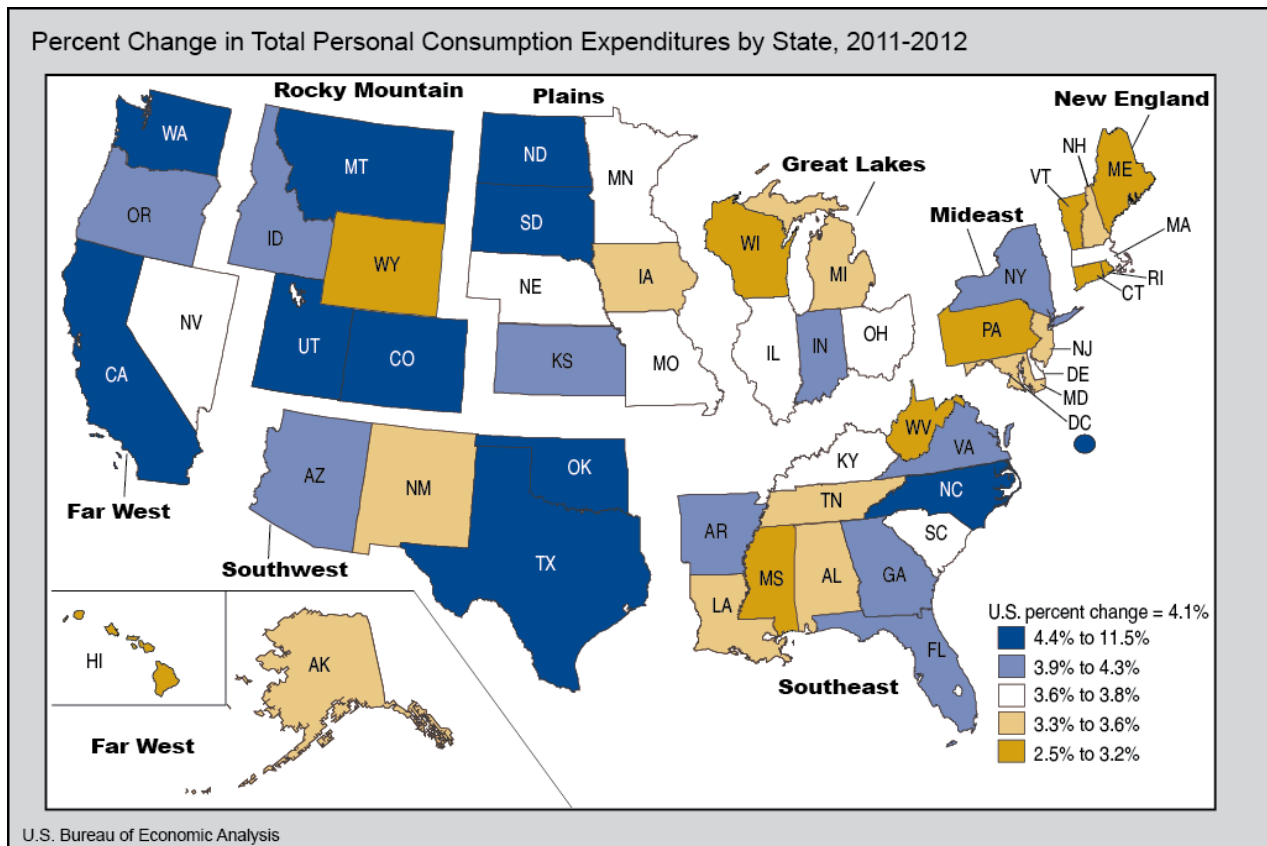 Percent Change in Total Personal Consumption Expenditures by State, 2011-2012
Rocky Mountain
Plains
New England
Great Lakes
Mideast
WA
MT
ND
MN
NH
ME
VT
OR
ID
SD
WI
MA
WY
IA
MI
NY
RI
CT
NV
NE
PA
UT
CO
KS
MO
IL
IN
OH
NJ
DE
MD
DC
CA
WV
VA
KY
AZ
NM
OK
TN
NC
Far West
AR
SC
Southwest
TX
MS
AL
GA
LA
FL
Southeast
HI
AK
Far West
U.S. percent change = 4.1%
4.4% to 11.5%
3.9% to 4.3%
3.6% to 3.8%
3.3% to 3.6%
2.5% to 3.2%
U.S. Bureau of Economic Analysis